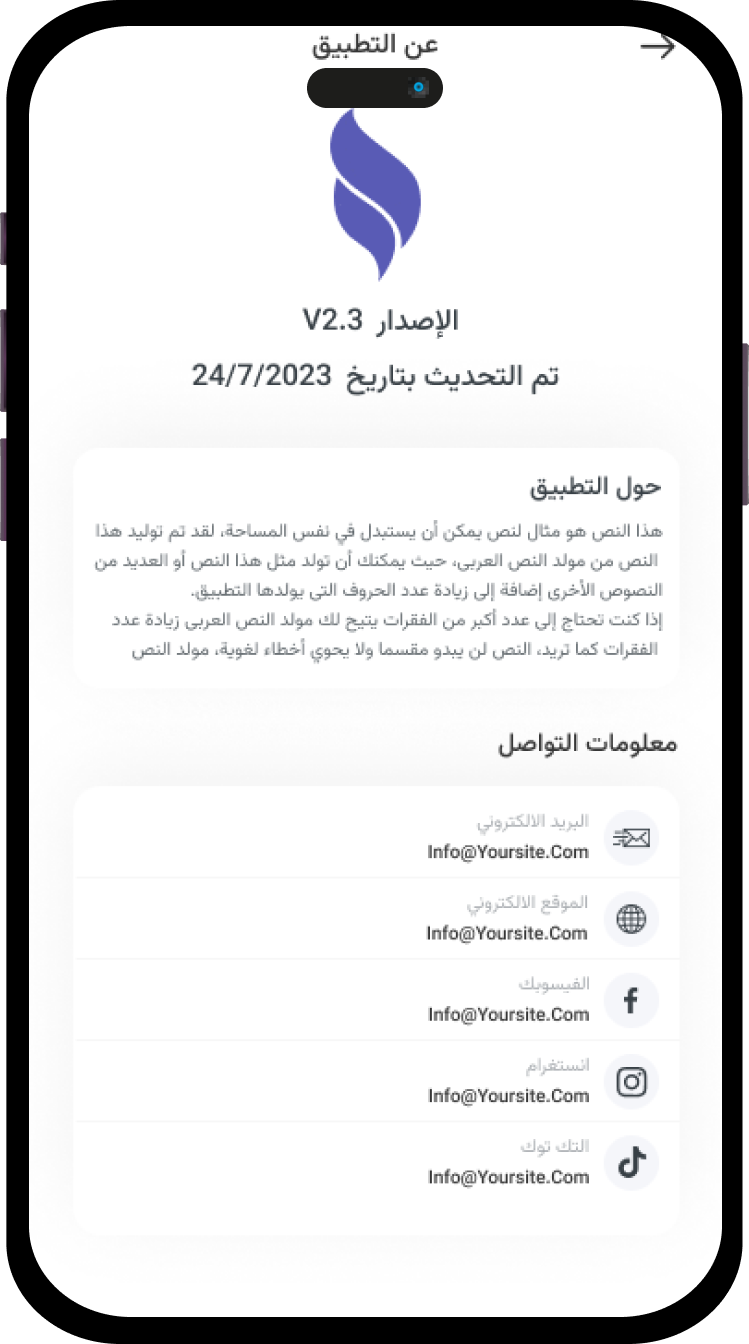 عن التطبيق
الإصدار V2.3
تم التحديث بتاريخ 24/7/2023
حول التطبيق
هذا النص هو مثال لنص يمكن أن يستبدل في نفس المساحة، لقد تم توليد هذا
النص من مولد النص العربى، حيث يمكنك أن تولد مثل هذا النص أو العديد من
النصوص الأخرى إضافة إلى زيادة عدد الحروف التى يولدها التطبيق.
إذا كنت تحتاج إلى عدد أكبر من الفقرات يتيح لك مولد النص العربى زيادة عدد
الفقرات كما تريد، النص لن يبدو مقسما ولا يحوي أخطاء لغوية، مولد النص
معلومات التواصل
البريد الالكتروني
Info@Yoursite.Com
الموقع الالكتروني
Info@Yoursite.Com
الفيسوبك
Info@Yoursite.Com
انستغرام
Info@Yoursite.Com
التك توك
Info@Yoursite.Com